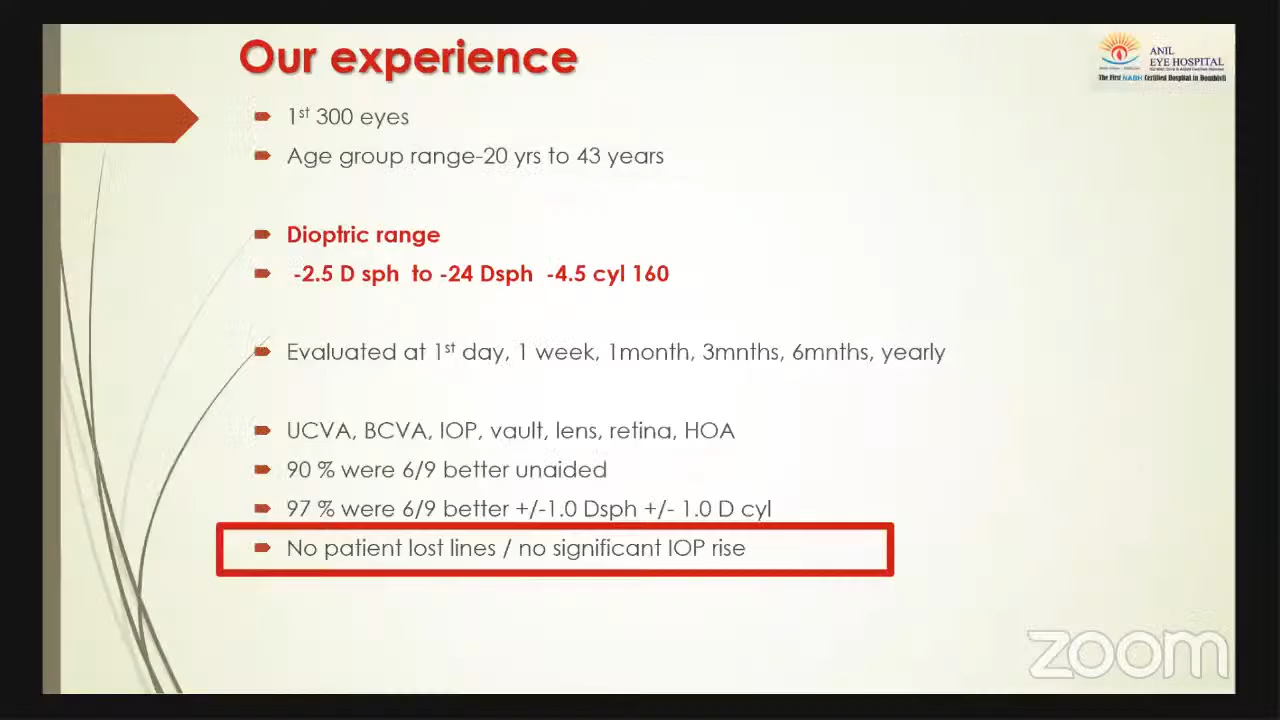 Our experience
ANIL
EYE HOSPITAL
The First NABH Certified Hospital in Dombivli
1st 300 eyes
Age group range-20 yrs to 43 years
Dioptric range
-2.5 D sph to -24 Dsph -4.5 cyl 160
Evaluated at 1st day, 1 week, 1month, 3mnths, 6mnths, yearly
UCVA, BCVA, IOP, vault, lens, retina, HOA
90 % were 6/9 better unaided
97 % were 6/9 better +/-1.0 Dsph +/- 1.0 D cyl
No patient lost lines / no significant IOP rise
zoom